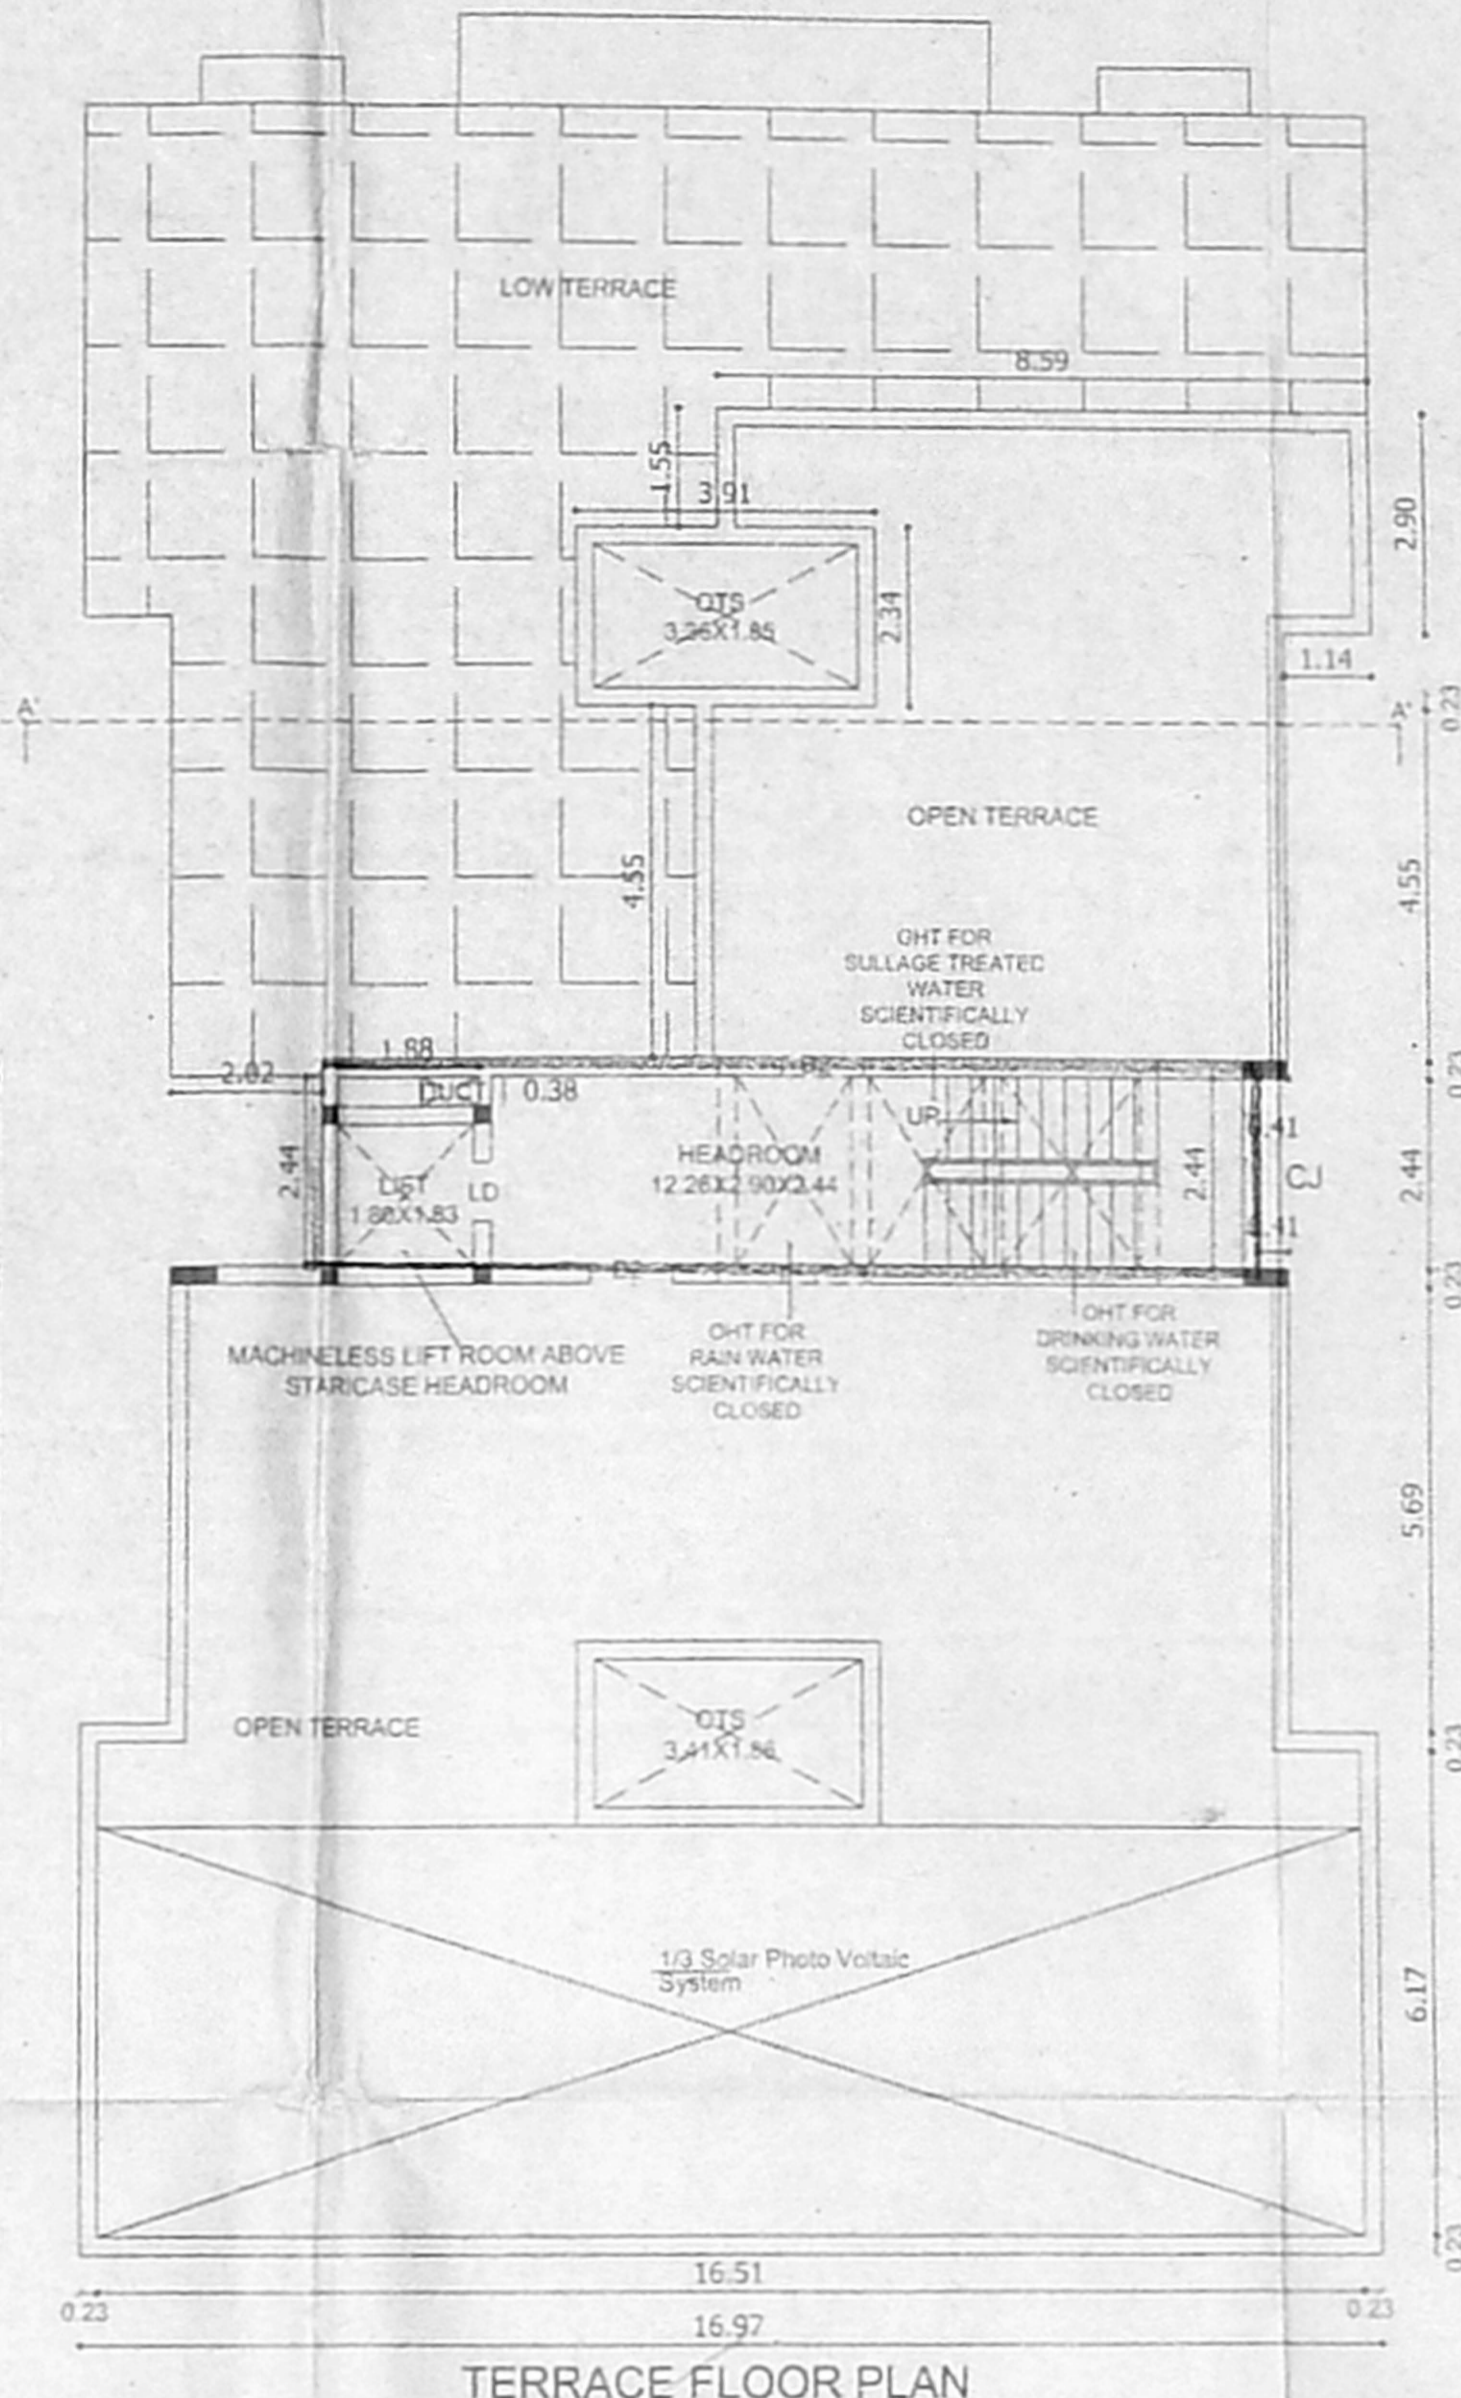 LOW TERRACE
8.59
1.55
3.91
2.90
OTS
3.26X1.85
2.34
1.14
0.23
A'
A'
OPEN TERRACE
4.55
4.55
OHT FOR
SULLAGE TREATED
WATER
SCIENTIFICALLY
CLOSED
1.88
2.02
DUCT
0.38
0.23
UP
.41
HEADROOM
12.26X2.90X2.44
2.44
LIFT
1.80X1.83
LD
2.44
CJ
2.44
.41
D2
0.23
MACHINELESS LIFT ROOM ABOVE
STARICASE HEADROOM
OHT FOR
RAIN WATER
SCIENTIFICALLY
CLOSED
OHT FOR
DRINKING WATER
SCIENTIFICALLY
CLOSED
5.69
OPEN TERRACE
OTS
3.41X1.86
0.23
1/3 Solar Photo Voltaic
System
6.17
0.23
16.51
0.23
0.23
16.97
TERRACE FLOOR PLAN